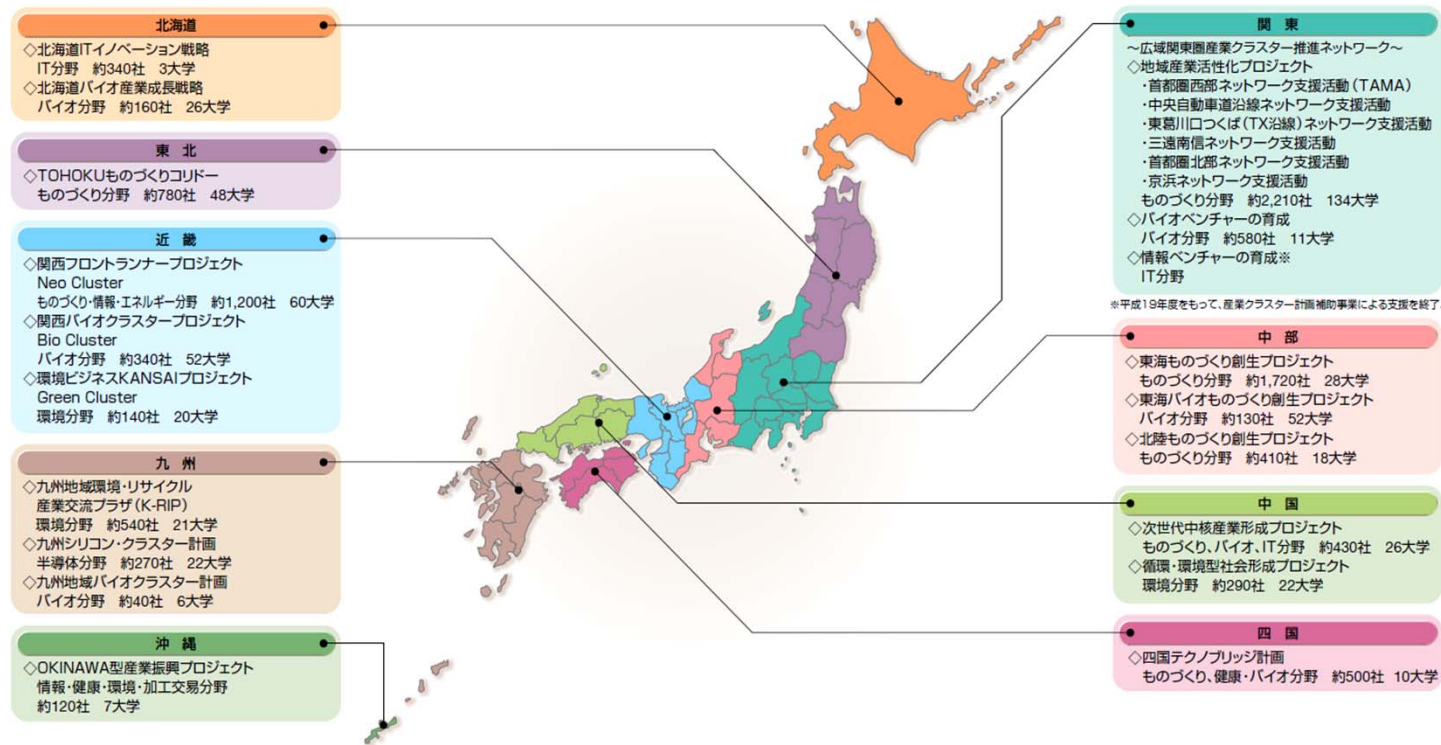 北海道
◇北海道ITイノベーション戦略
IT分野 約340社 3大学
◇北海道バイオ産業成長戦略
バイオ分野 約160社 26大学
東北
◇TOHOKUものづくりコリドー
ものづくり分野 約780社 48大学
近畿
◇関西フロントランナープロジェクト
Neo Cluster
ものづくり・情報・エネルギー分野 約1,200社 60大学
◇関西バイオクラスタープロジェクト
Bio Cluster
バイオ分野 約340社 52大学
◇環境ビジネスKANSAIプロジェクト
Green Cluster
環境分野 約140社 20大学
九州
◇九州地域環境・リサイクル
産業交流プラザ(K-RIP)
環境分野 約540社 21大学
◇九州シリコン・クラスター計画
半導体分野 約270社 22大学
◇九州地域バイオクラスター計画
バイオ分野 約40社 6大学
沖縄
◇OKINAWA型産業振興プロジェクト
情報・健康・環境・加工交易分野
約120社 7大学
関東
〜広域関東圏産業クラスター推進ネットワーク〜
◇地域産業活性化プロジェクト
・首都圏西部ネットワーク支援活動(TAMA)
・中央自動車道沿線ネットワーク支援活動
・東葛川口つくば(TX沿線)ネットワーク支援活動
・三遠南信ネットワーク支援活動
・首都圏北部ネットワーク支援活動
・京浜ネットワーク支援活動
ものづくり分野 約2,210社 134大学
◇バイオベンチャーの育成
バイオ分野 約580社 11大学
◇情報ベンチャーの育成※
IT分野
※平成19年度をもって、産業クラスター計画補助事業による支援を終了
中部
◇東海ものづくり創生プロジェクト
ものづくり分野 約1,720社 28大学
◇東海バイオものづくり創生プロジェクト
バイオ分野 約130社 52大学
◇北陸ものづくり創生プロジェクト
ものづくり分野 約410社 18大学
中国
◇次世代中核産業形成プロジェクト
ものづくり、バイオ、IT分野 約430社 26大学
◇循環・環境型社会形成プロジェクト
環境分野 約290社 22大学
四国
◇四国テクノブリッジ計画
ものづくり、健康・バイオ分野 約500社 10大学